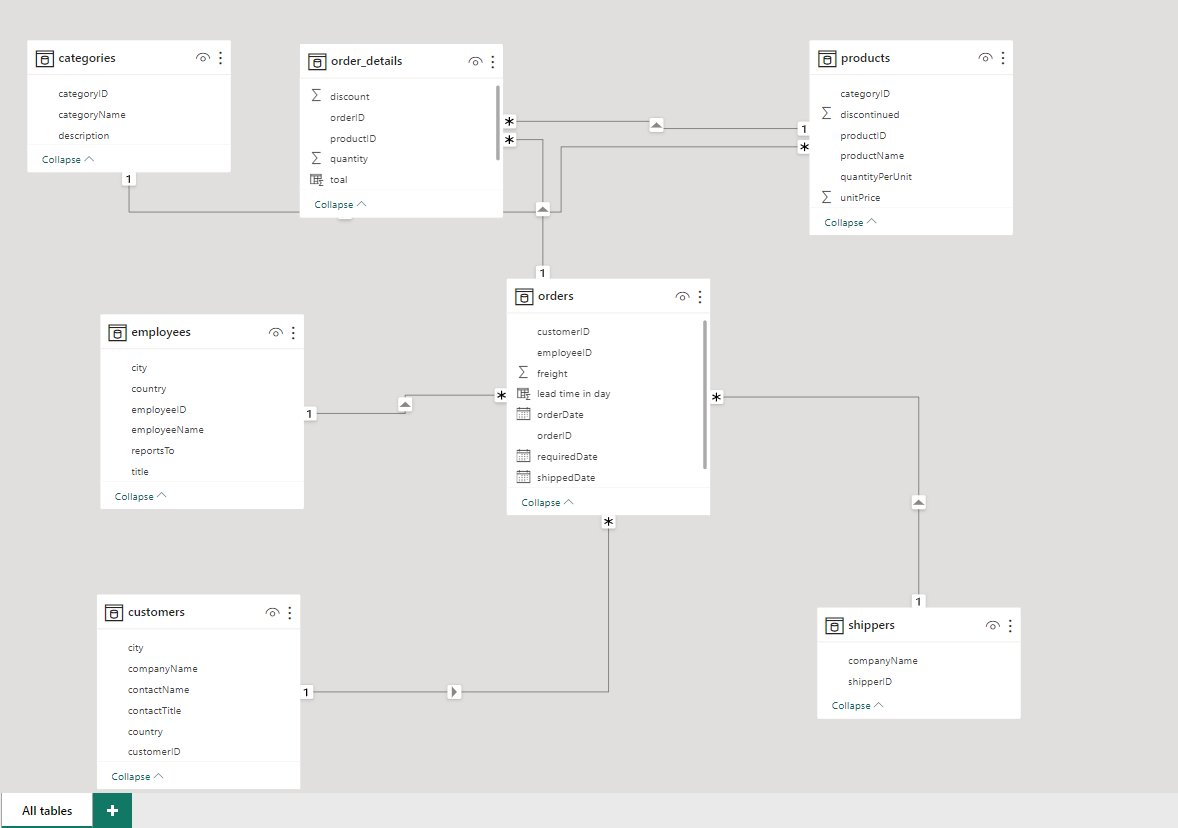 categories
categoryID
categoryName
description
Collapse
1
order_details
discount
orderID
productID
quantity
toal
Collapse
*
*
products
categoryID
discontinued
productID
productName
quantityPerUnit
unitPrice
Collapse
1
*
1
orders
customerID
employeeID
freight
lead time in day
orderDate
orderID
requiredDate
shippedDate
Collapse
*
*
*
employees
city
country
employeeID
employeeName
reportsTo
title
Collapse
1
customers
city
companyName
contactName
contactTitle
country
customerID
Collapse
1
1
shippers
companyName
shipperID
Collapse
All tables
+